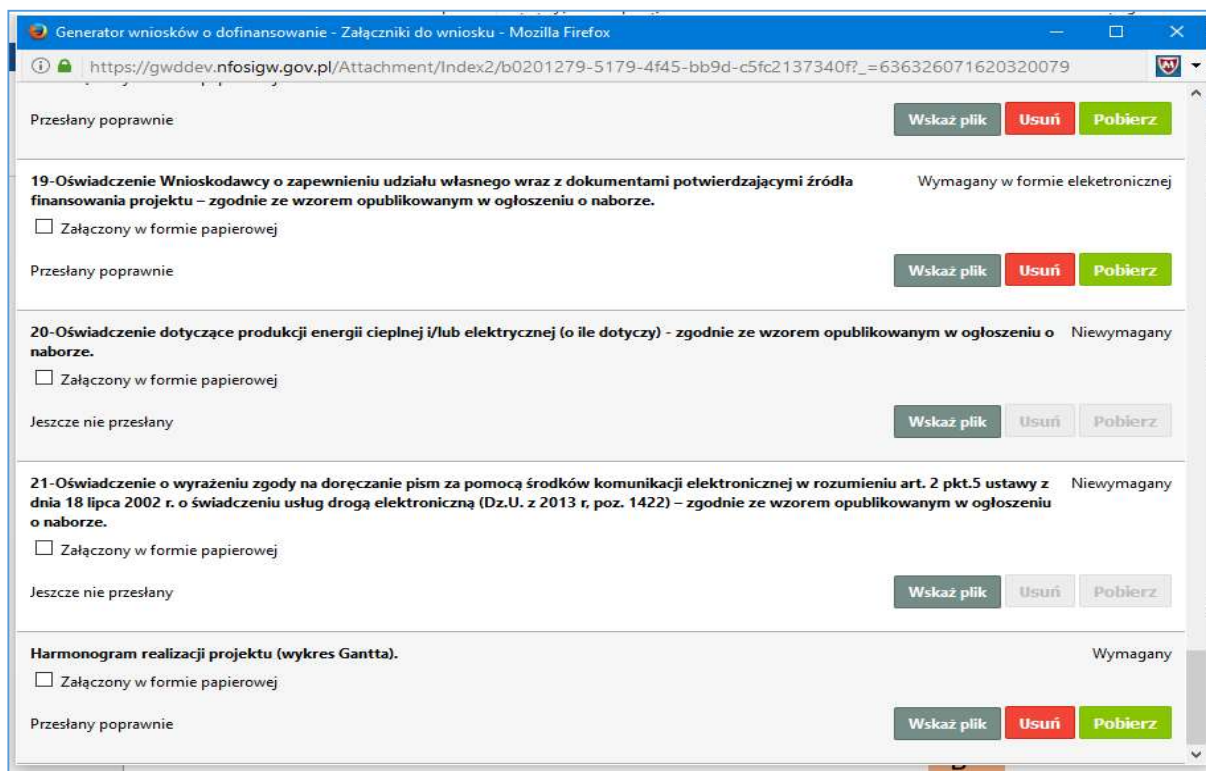 Generator wniosków o dofinansowanie - Załączniki do wniosku - Mozilla Firefox
https://gwddev.nfosigw.gov.pl/Attachment/Index2/b0201279-5179-4f45-bb9d-c5fc2137340f?_=636326071620320079
Przesłany poprawnie Wskaż plik Usuń Pobierz
19-Oświadczenie Wnioskodawcy o zapewnieniu udziału własnego wraz z dokumentami potwierdzającymi źródła Wymagany w formie eleketronicznej
finansowania projektu – zgodnie ze wzorem opublikowanym w ogłoszeniu o naborze.
Załączony w formie papierowej
Przesłany poprawnie Wskaż plik Usuń Pobierz
20-Oświadczenie dotyczące produkcji energii cieplnej i/lub elektrycznej (o ile dotyczy) - zgodnie ze wzorem opublikowanym w ogłoszeniu o Niewymagany
naborze.
Załączony w formie papierowej
Jeszcze nie przesłany Wskaż plik Usuń Pobierz
21-Oświadczenie o wyrażeniu zgody na doręczanie pism za pomocą środków komunikacji elektronicznej w rozumieniu art. 2 pkt.5 ustawy z Niewymagany
dnia 18 lipca 2002 r. o świadczeniu usług drogą elektroniczną (Dz.U. z 2013 r, poz. 1422) – zgodnie ze wzorem opublikowanym w ogłoszeniu
o naborze.
Załączony w formie papierowej
Jeszcze nie przesłany Wskaż plik Usuń Pobierz
Harmonogram realizacji projektu (wykres Gantta). Wymagany
Załączony w formie papierowej
Przesłany poprawnie Wskaż plik Usuń Pobierz